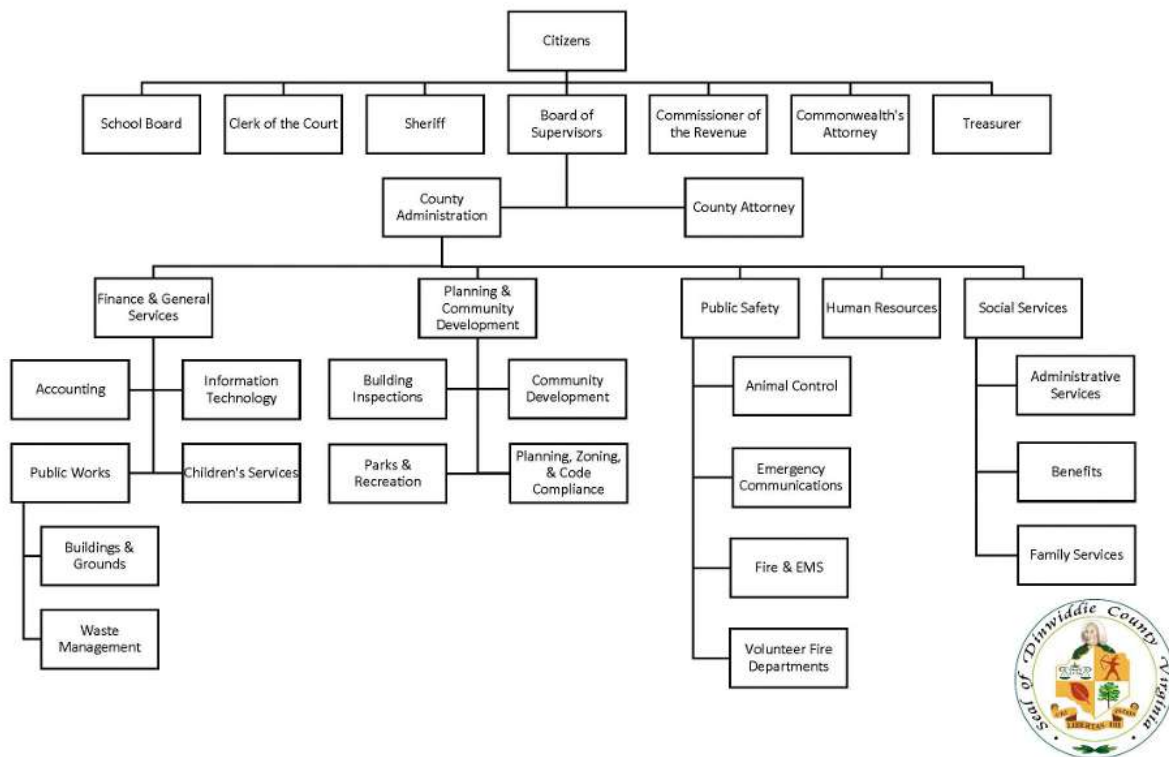 Citizens
School Board
Clerk of the Court
Sheriff
Board of
Supervisors
Commissioner of
the Revenue
Commonwealth's
Attorney
Treasurer
County
Administration
County Attorney
Finance & General
Services
Planning &
Community
Development
Public Safety
Human Resources
Social Services
Accounting
Information
Technology
Building
Inspections
Community
Development
Animal Control
Administrative
Services
Public Works
Children's Services
Parks &
Recreation
Planning, Zoning,
& Code
Compliance
Emergency
Communications
Benefits
Buildings &
Grounds
Fire & EMS
Family Services
Waste
Management
Volunteer Fire
Departments
Seal of Dinwiddie County Virginia